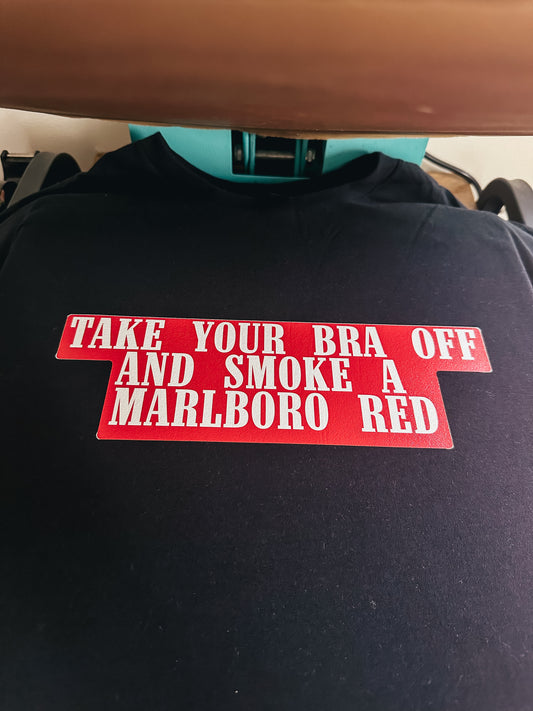 TAKE YOUR BRA OFF
AND SMOKE A
MARLBORO RED